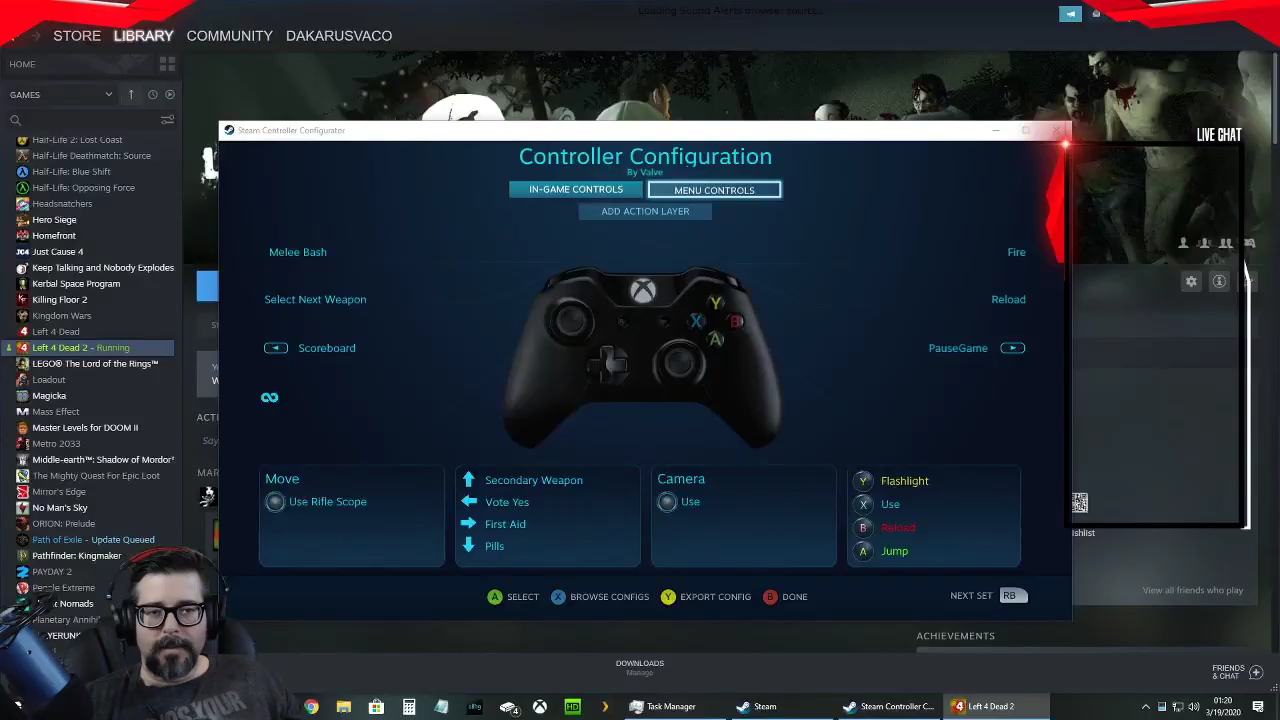 Loading Sound Alerts browser source...
STORE LIBRARY COMMUNITY DAKARUSVACO
HOME
GAMES
Half-Life 2: Lost Coast
Half-Life Deathmatch: Source
Half-Life: Blue Shift
Half-Life: Opposing Force
Headsnatchers
Hero Siege
Homefront
Just Cause 4
Keep Talking and Nobody Explodes
Kerbal Space Program
Killing Floor 2
Kingdom Wars
Left 4 Dead
Left 4 Dead 2 - Running
LEGO® The Lord of the Rings™
Loadout
Magicka
Mass Effect
Master Levels for DOOM II
Metro 2033
Middle-earth™: Shadow of Mordor™
The Mighty Quest For Epic Loot
Mirror's Edge
No Man's Sky
ORION: Prelude
Path of Exile - Update Queued
Pathfinder: Kingmaker
PAYDAY 2
Steam Controller Configurator
Controller Configuration
By Valve
IN-GAME CONTROLS MENU CONTROLS
ADD ACTION LAYER
Melee Bash
Select Next Weapon
Scoreboard
Fire
Reload
PauseGame
X
Y
B
A
Move
Use Rifle Scope
Secondary Weapon
Vote Yes
First Aid
Pills
Camera
Use
Y Flashlight
X Use
B Reload
A Jump
A SELECT X BROWSE CONFIGS Y EXPORT CONFIG B DONE
NEXT SET RB
LIVE CHAT
View all friends who play
ACHIEVEMENTS
DOWNLOADS
Manage
FRIENDS
& CHAT
HD
Task Manager
Steam
Steam Controller C...
Left 4 Dead 2
01:20
3/19/2020